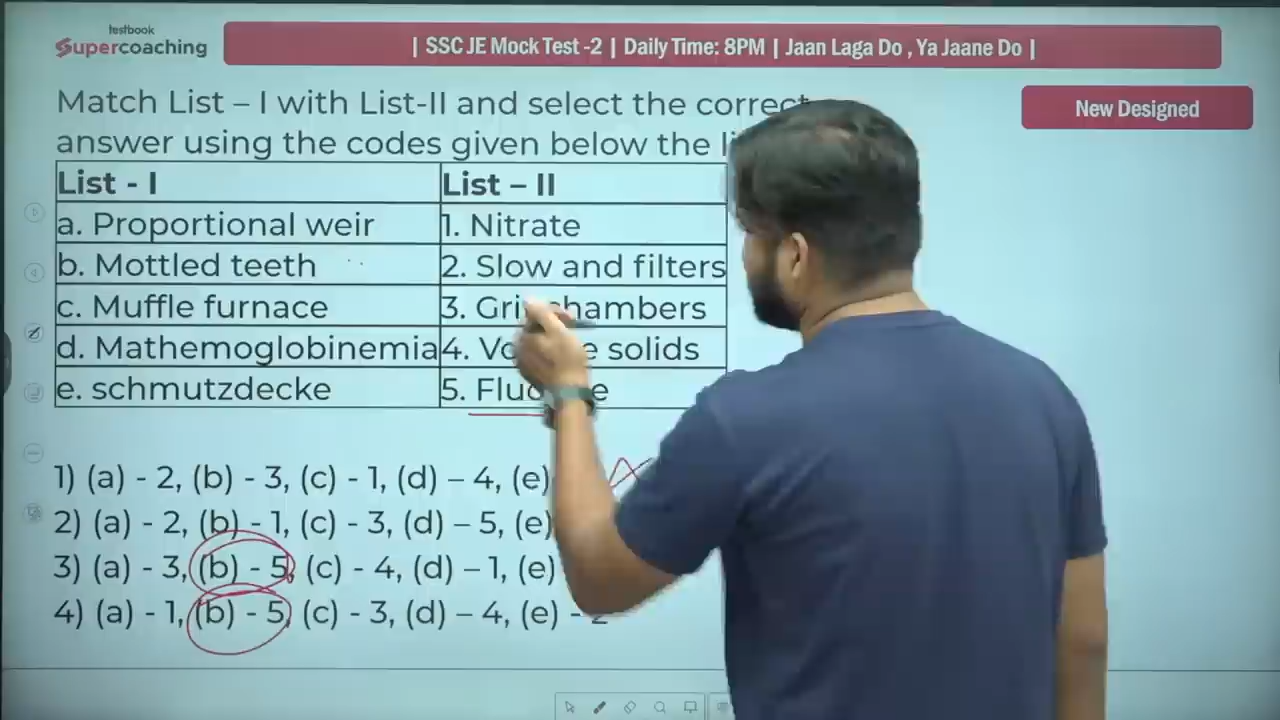 testbook
Supercoaching
| SSC JE Mock Test -2 | Daily Time: 8PM | Jaan Laga Do , Ya Jaane Do |
New Designed
Match List – I with List-II and select the correct
answer using the codes given below the
List - I List – II
a. Proportional weir 1. Nitrate
b. Mottled teeth 2. Slow and filters
c. Muffle furnace 3. chambers
d. Mathemoglobinemia 4. solids
e. schmutzdecke 5.
1) (a) - 2, (b) - 3, (c) - 1, (d) – 4, (e)
2) (a) - 2, (b) - 1, (c) - 3, (d) – 5, (e)
3) (a) - 3, (b) - 5, (c) - 4, (d) – 1, (e)
4) (a) - 1, (b) - 5, (c) - 3, (d) – 4, (e) - 2